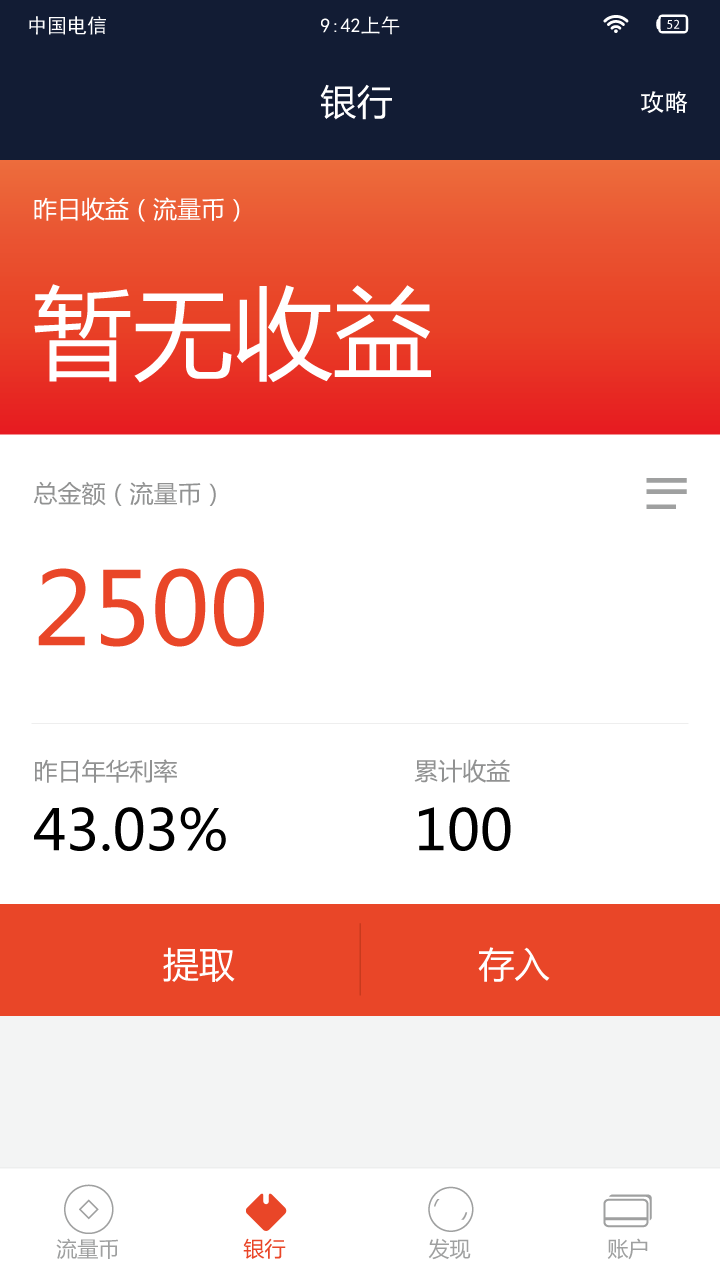 中国电信 9:42上午 52
银行 攻略
昨日收益（流量币）
暂无收益
总金额（流量币）
2500
昨日年华利率 累计收益
43.03% 100
提取 存入
流量币 银行 发现 账户